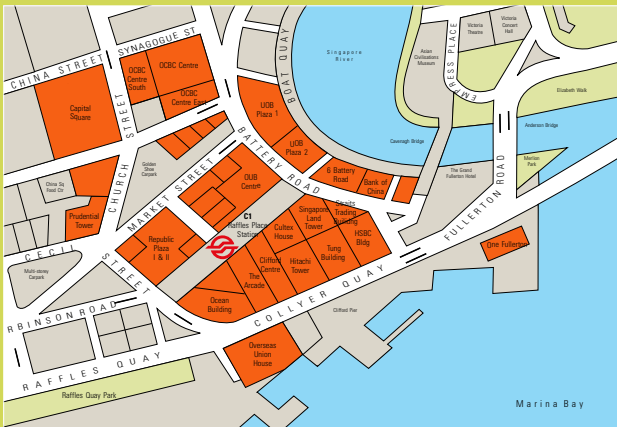 SYNAGOGUE ST
CHINA STREET
OCBC
Centre
South
OCBC Centre
OCBC
Centre East
Capital
Square
CHURCH
STREET
BOAT QUAY
Singapore
River
Asian
Civilisations
Museum
EMPRESS PLACE
Victoria
Theatre
Victoria
Concert
Hall
Elizabeth Walk
Anderson Bridge
Cavenagh Bridge
Merlion
Park
UOB
Plaza 1
UOB
Plaza 2
BATTERY ROAD
6 Battery
Road
Bank of
China
The Grand
Fullerton Hotel
FULLERTON ROAD
One Fullerton
Golden
Shoe
Carpark
MARKET STREET
OUB
Centre
C1
Raffles Place
Station
China Sq
Food Ctr
Prudential
Tower
CECIL
STREET
Multi-storey
Carpark
Republic
Plaza
I & II
Caltex
House
Singapore
Land
Tower
Straits
Trading
Building
HSBC
Bldg
Clifford
Centre
Hitachi
Tower
Tung
Building
The
Arcade
Ocean
Building
COLLYER QUAY
Clifford Pier
Overseas
Union
House
RBINSON ROAD
RAFFLES QUAY
Raffles Quay Park
Marina Bay